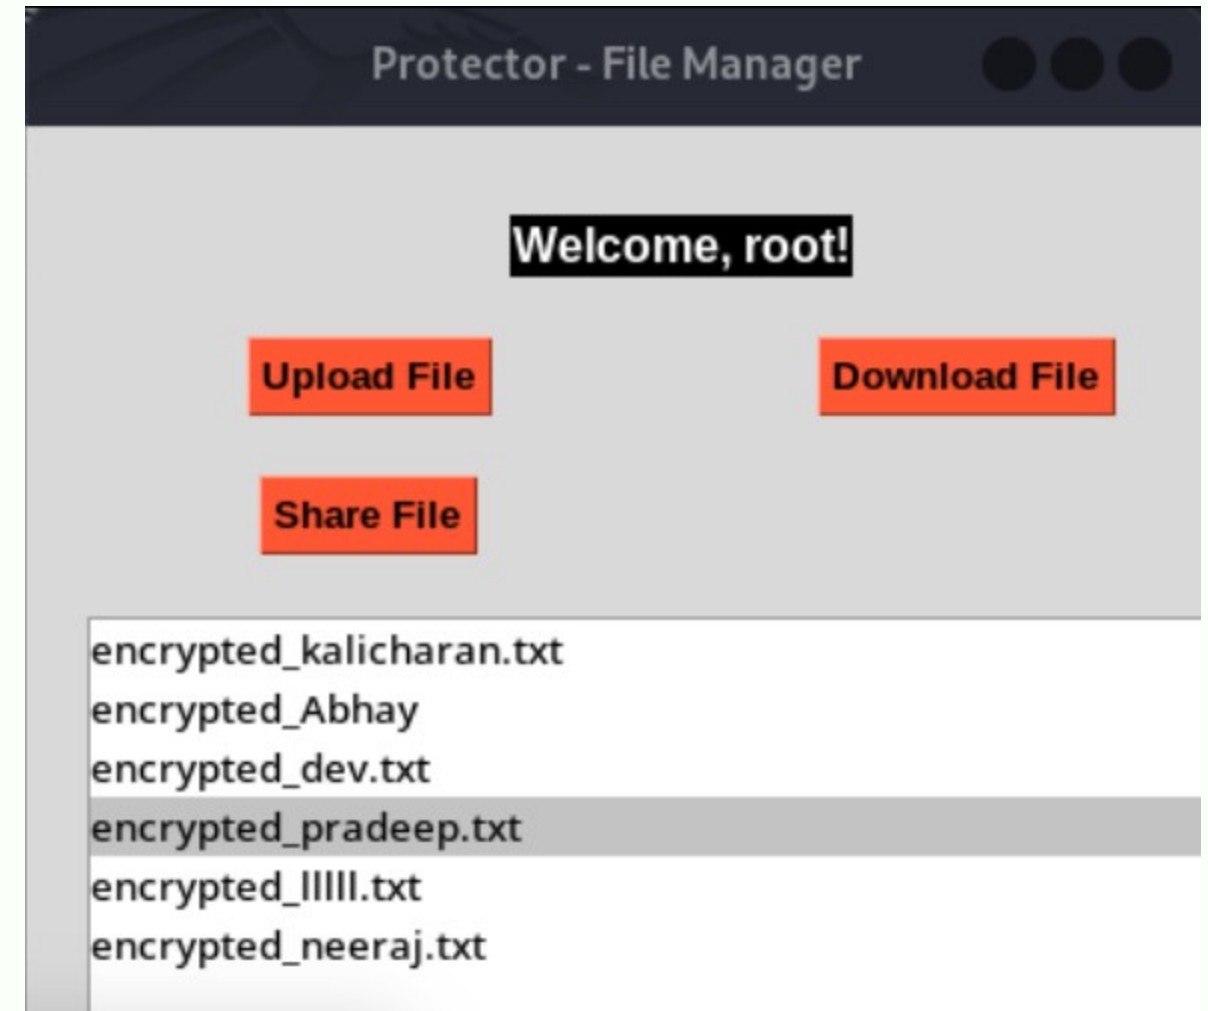 Protector - File Manager
Welcome, root!
Upload File
Download File
Share File
encrypted_kalicharan.txt
encrypted_Abhay
encrypted_dev.txt
encrypted_pradeep.txt
encrypted_lllll.txt
encrypted_neeraj.txt